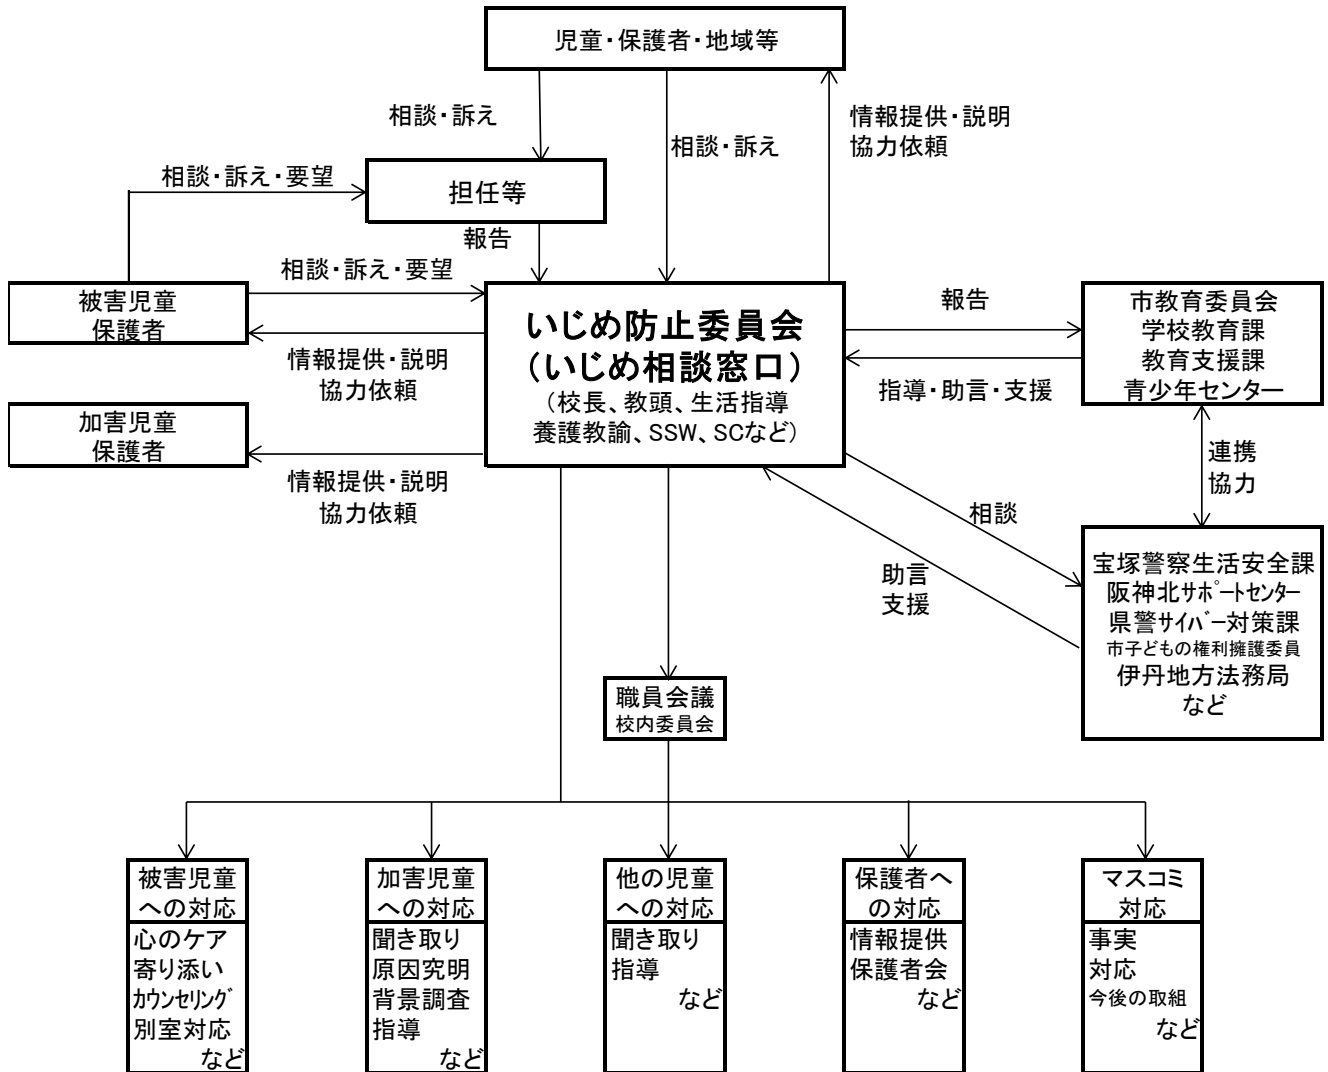 児童・保護者・地域等
相談・訴え
相談・訴え
情報提供・説明
協力依頼
相談・訴え・要望
担任等
報告
相談・訴え・要望
被害児童
保護者
情報提供・説明
協力依頼
いじめ防止委員会
（いじめ相談窓口）
（校長、教頭、生活指導
養護教諭、SSW、SCなど）
報告
指導・助言・支援
市教育委員会
学校教育課
教育支援課
青少年センター
加害児童
保護者
情報提供・説明
協力依頼
連携
協力
相談
助言
支援
宝塚警察生活安全課
阪神北ｻﾎﾟｰﾄｾﾝﾀｰ
県警ｻｲﾊﾞｰ対策課
市子どもの権利擁護委員
伊丹地方法務局
など
職員会議
校内委員会
被害児童
への対応
心のケア
寄り添い
ｶｳﾝｾﾘﾝｸﾞ
別室対応
など
加害児童
への対応
聞き取り
原因究明
背景調査
指導
など
他の児童
への対応
聞き取り
指導
など
保護者へ
の対応
情報提供
保護者会
など
マスコミ
対応
事実
対応
今後の取組
など